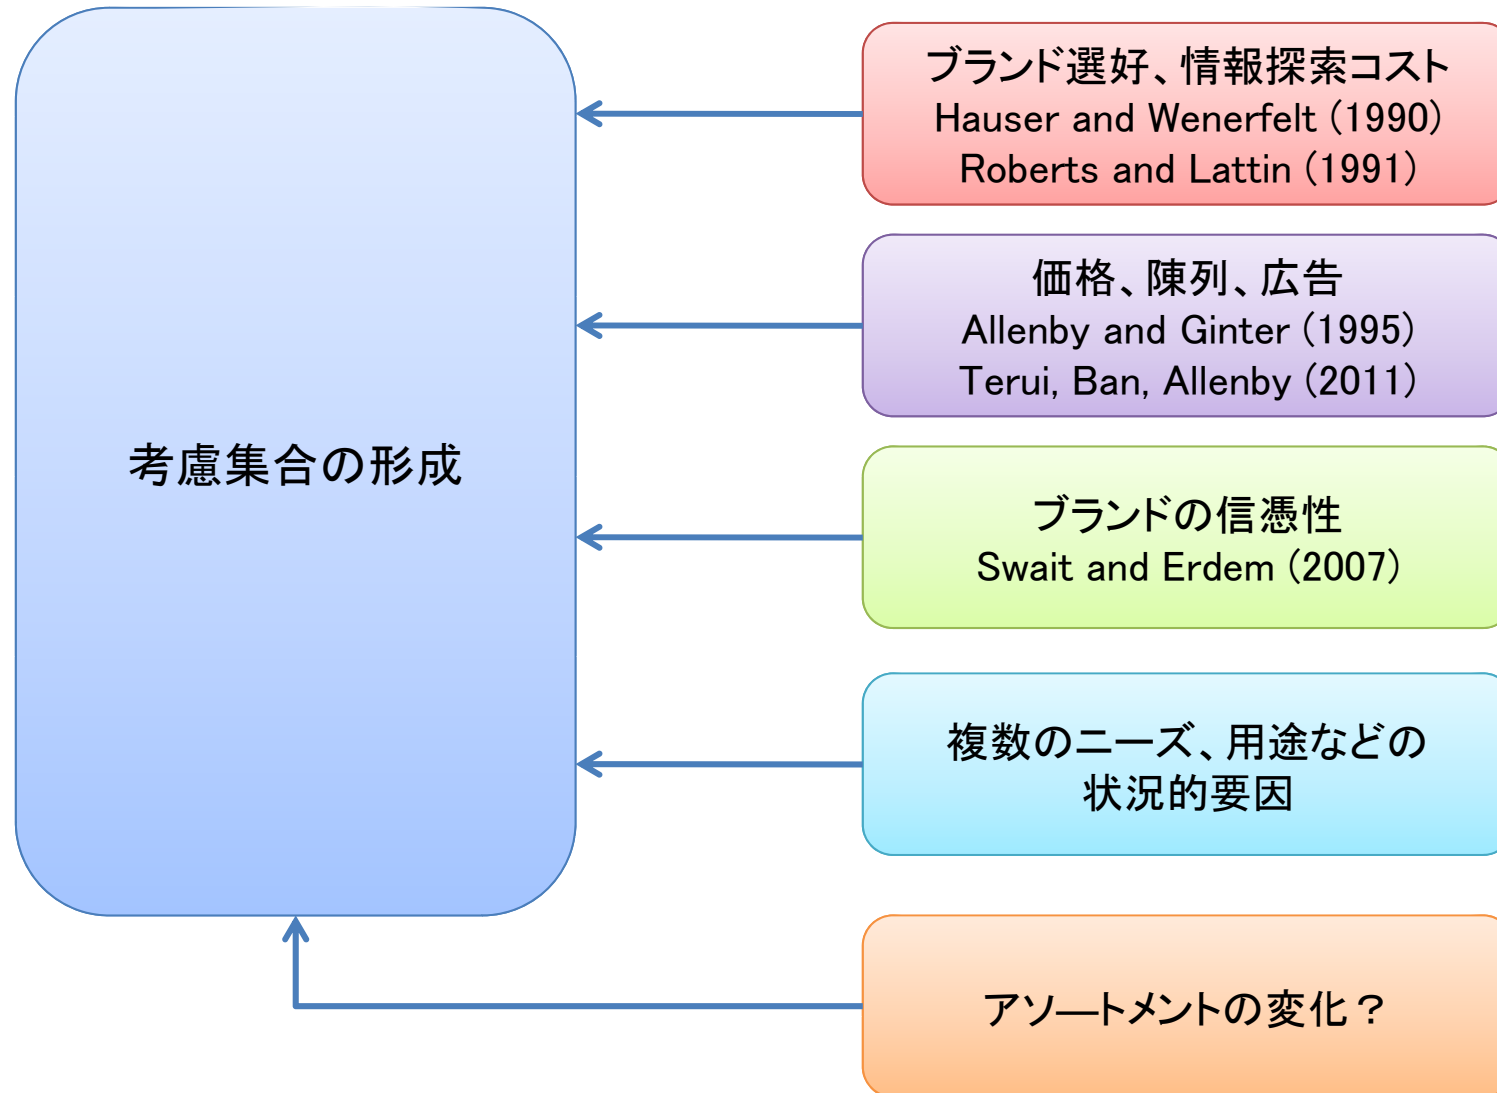 考慮集合の形成
ブランド選好、情報探索コスト
Hauser and Wenerfelt (1990)
Roberts and Lattin (1991)
価格、陳列、広告
Allenby and Ginter (1995)
Terui, Ban, Allenby (2011)
ブランドの信憑性
Swait and Erdem (2007)
複数のニーズ、用途などの
状況的要因
アソ―トメントの変化？